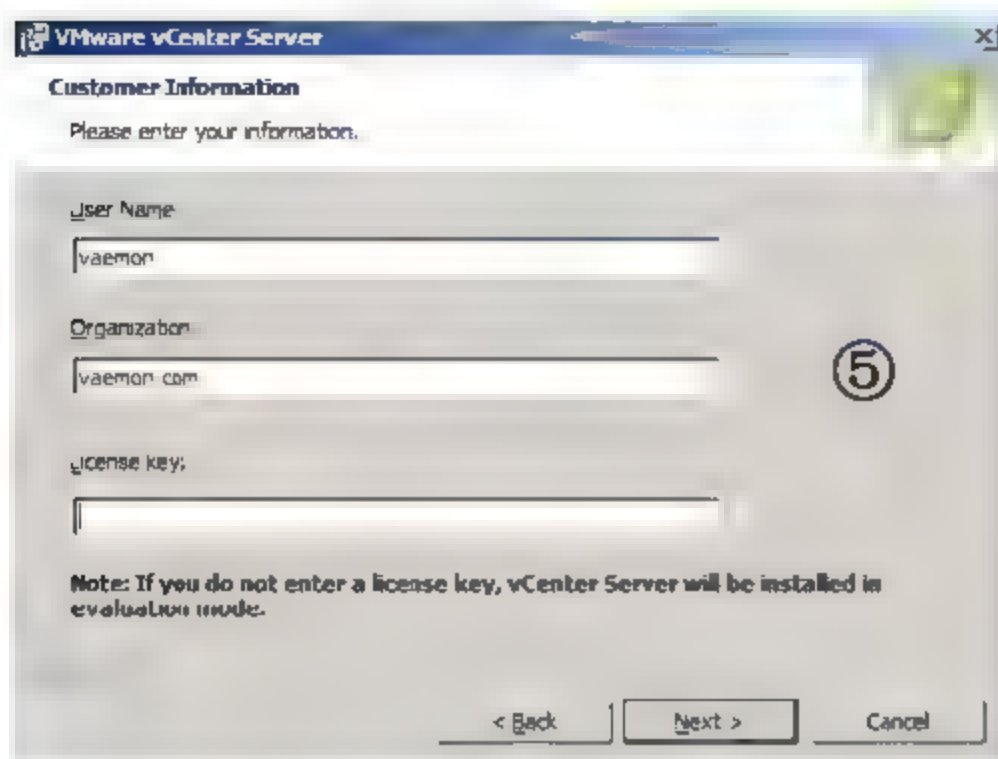 VMware vCenter Server
Customer Information
Please enter your information.
User Name
vaemon
Organization
vaemon com
⑤
License key:
Note: If you do not enter a license key, vCenter Server will be installed in
evaluation mode.
< Back
Next >
Cancel